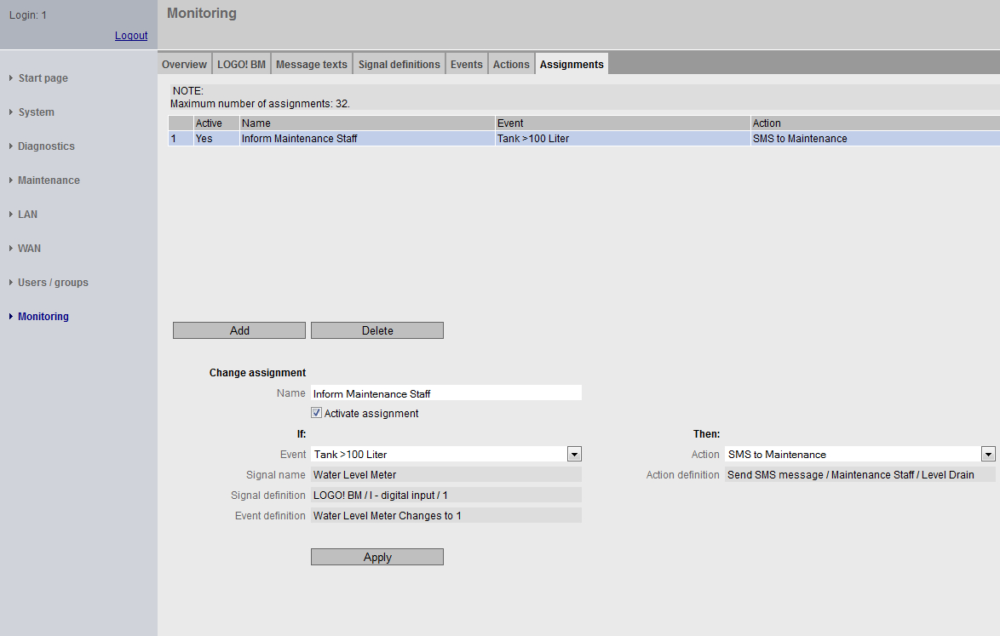 Login: 1
Logout
Monitoring
Start page
System
Diagnostics
Maintenance
LAN
WAN
Users / groups
Monitoring
Overview LOGO! BM Message texts Signal definitions Events Actions Assignments
NOTE:
Maximum number of assignments: 32.
Active Name Event Action
1 Yes Inform Maintenance Staff Tank >100 Liter SMS to Maintenance
Add Delete
Change assignment
Name Inform Maintenance Staff
Activate assignment
If: Then:
Event Tank >100 Liter Action SMS to Maintenance
Signal name Water Level Meter Action definition Send SMS message / Maintenance Staff / Level Drain
Signal definition LOGO! BM / I - digital input / 1
Event definition Water Level Meter Changes to 1
Apply